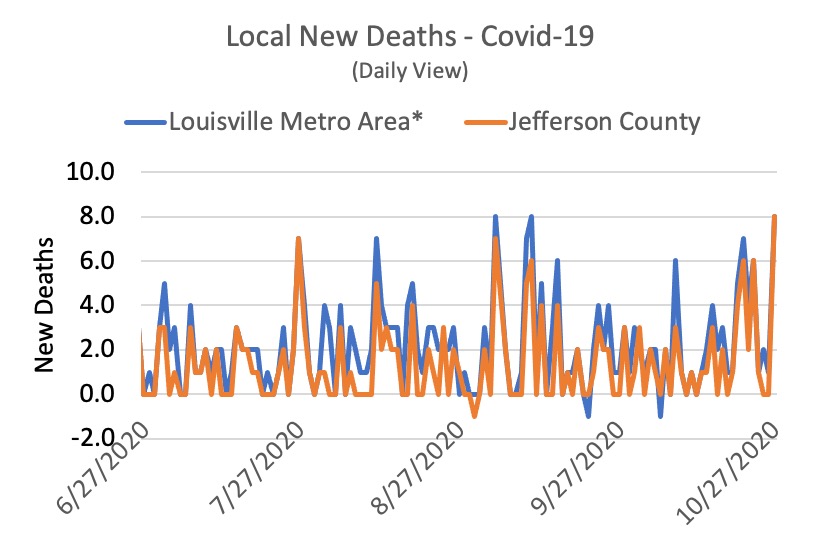 Local New Deaths - Covid-19
(Daily View)
Louisville Metro Area* Jefferson County
10.0
8.0
6.0
4.0
2.0
0.0
-2.0
New Deaths
6/27/2020 7/27/2020 8/27/2020 9/27/2020 10/27/2020